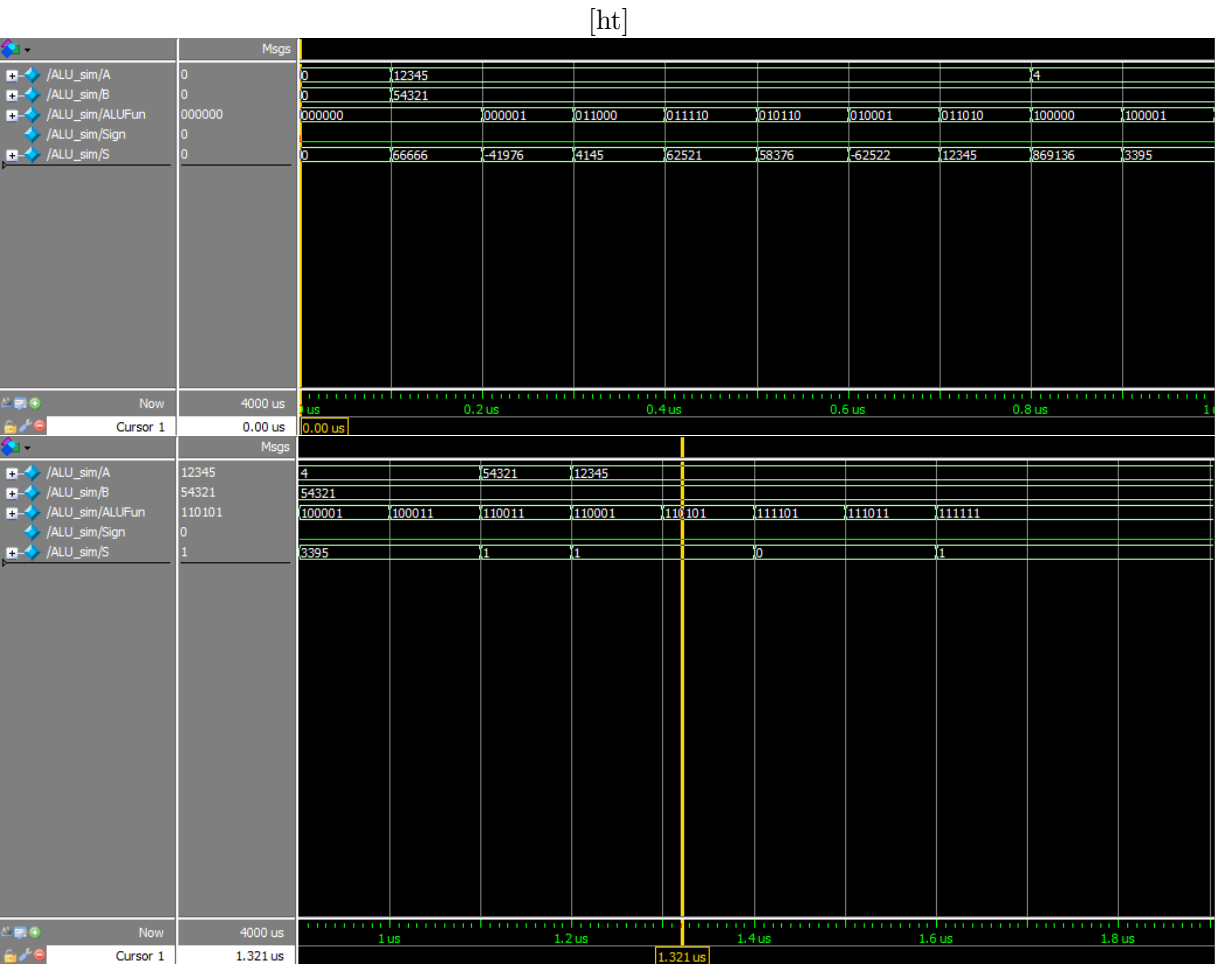 [ht]
Msgs
/ALU_sim/A 0 0 12345 4
/ALU_sim/B 0 0 54321
/ALU_sim/ALUFun 000000 000000 000001 011000 011110 010110 010001 011010 100000 100001
/ALU_sim/Sign 0
/ALU_sim/S 0 0 66666 -41976 4145 62521 58376 -62522 12345 869136 3395
Now 4000 us us 0.2 us 0.4 us 0.6 us 0.8 us 1
Cursor 1 0.00 us 0.00 us
Msgs
/ALU_sim/A 12345 4 54321 12345
/ALU_sim/B 54321 54321
/ALU_sim/ALUFun 110101 100001 100011 110011 110001 110101 111101 111011 111111
/ALU_sim/Sign 0
/ALU_sim/S 1 3395 1 1 0 1
Now 4000 us 1 us 1.2 us 1.4 us 1.6 us 1.8 us
Cursor 1 1.321 us 1.321 us